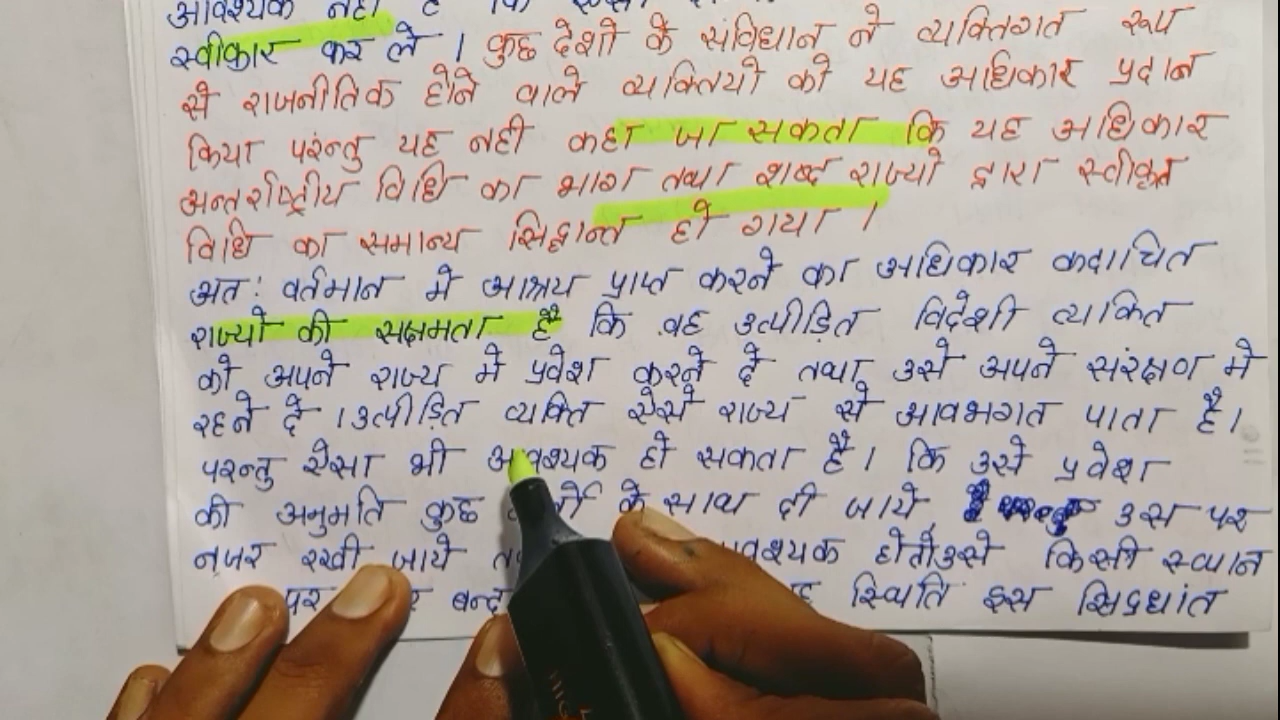 आवश्यक नही है कि
स्वीकार कर ले । कुछ देशो के संविधान ने व्यक्तिगत रूप
से राजनीतिक होने वाले व्यक्तियो को यह अधिकार प्रदान
किया परंन्तु यह नही कहा जा सकता कि यह अधिकार
अन्तर्राष्ट्रीय विधि का भाग तथा शब्द राज्यो द्वारा स्वीकृत
विधि का समान्य सिद्धान्त हो गया ।
अत: वर्तमान मे आश्रय प्राप्त करने का अधिकार कदाचित
राज्यो की सक्षमता है कि वह उत्पीड़ित विदेशी व्यकित
को अपने राज्य मे प्रवेश करने दे तथा उसे अपने संरक्षण मे
रहने दे । उत्पीड़ित व्यक्ति ऐसे राज्य से आवभगत पाता है।
परन्तु ऐसा भी आवश्यक हो सकता है। कि उसे प्रवेश
की अनुमति कुछ के साथ दी जाये उस पर
नजर रखी जाये होतो उसे किसी स्थान
पर बन्द स्थिति इस सिद्धांत